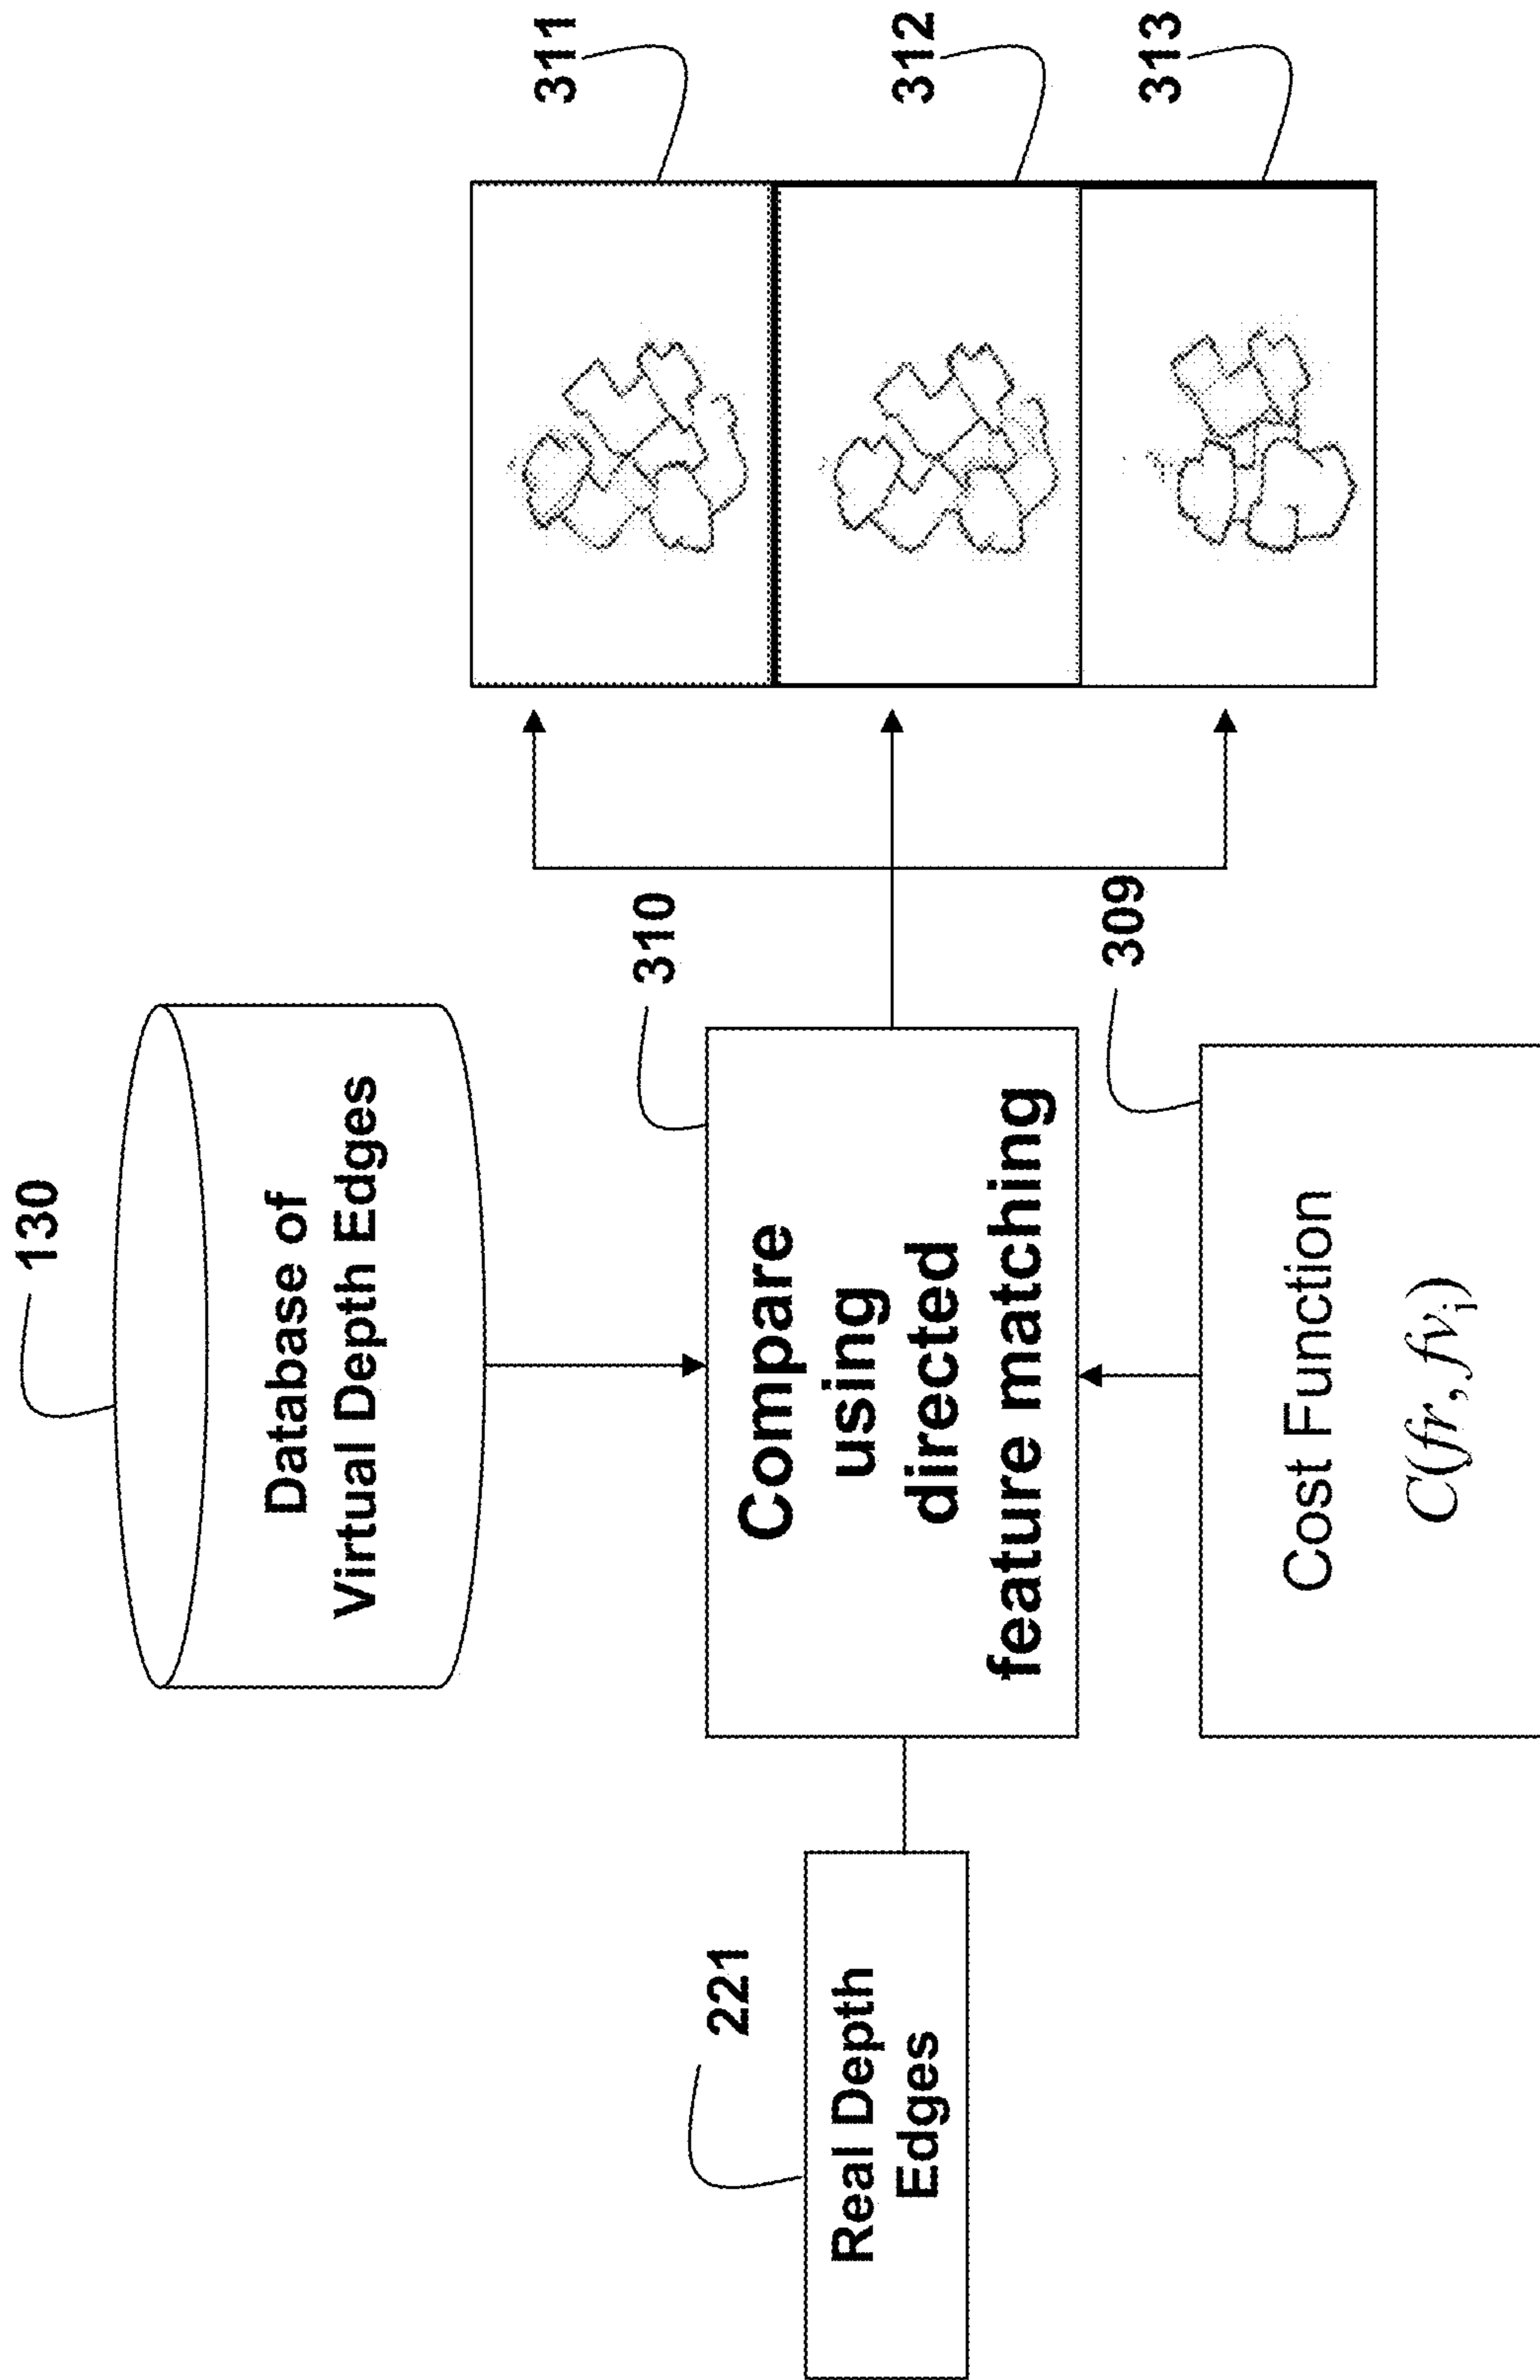 130
Database of
Virtual Depth Edges
221
Real Depth
Edges
310
Compare
using
directed
feature matching
309
Cost Function
C(fr, fv_i)
311
312
313